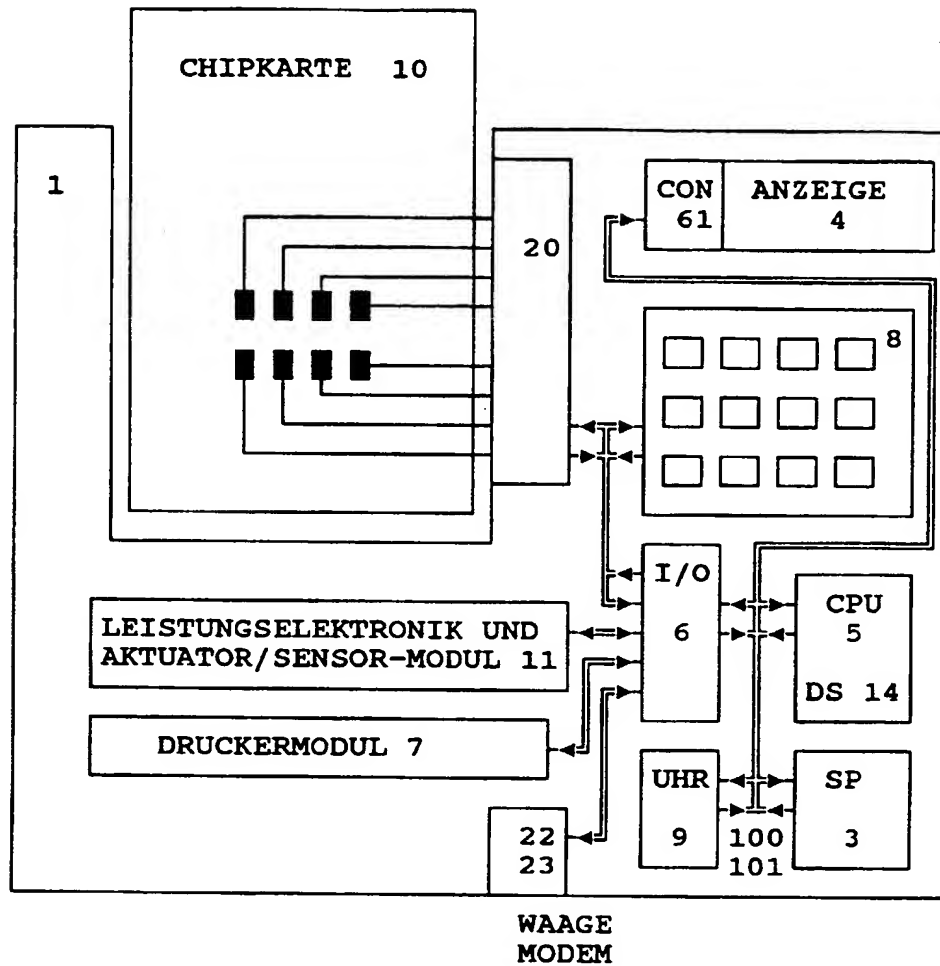 CHIPKARTE 10
1
CON
61
ANZEIGE
4
20
8
I/O
6
CPU
5
DS 14
LEISTUNGSELEKTRONIK UND
AKTUATOR/SENSOR-MODUL 11
DRUCKERMODUL 7
UHR
9
100
101
SP
3
22
23
WAAGE
MODEM